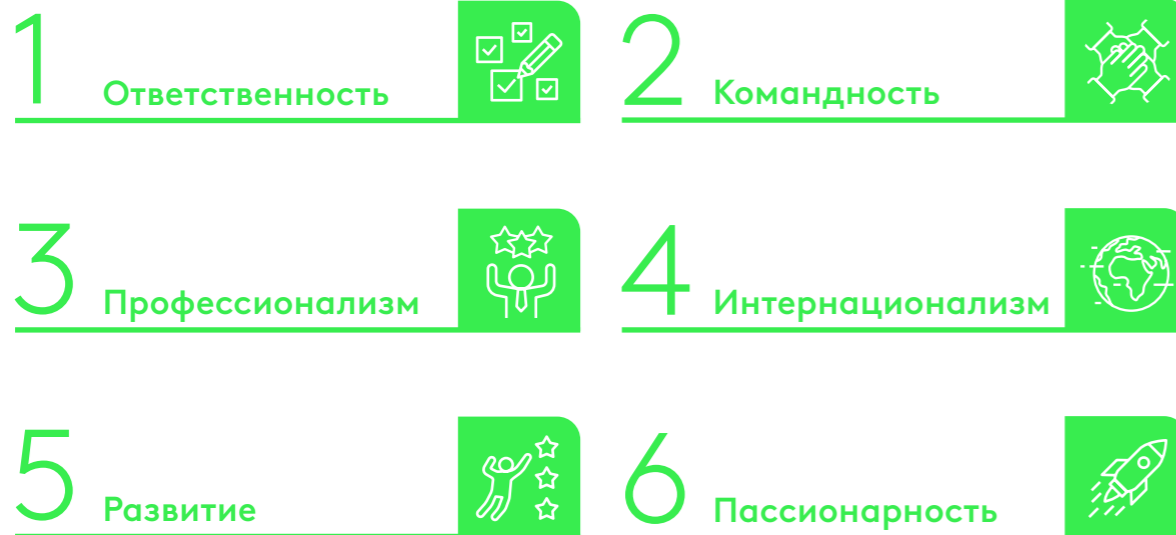 1 Ответственность
2 Командность
3 Профессионализм
4 Интернационализм
5 Развитие
6 Пассионарность